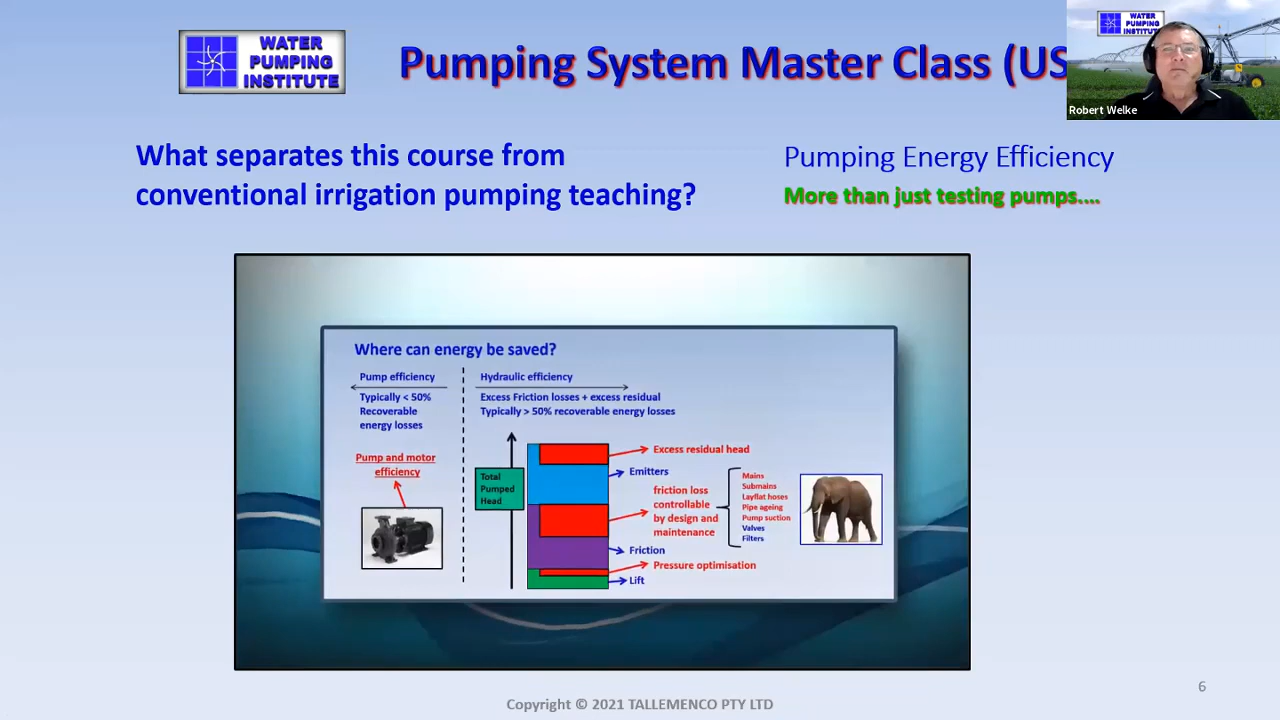 WATER
PUMPING
INSTITUTE
Pumping System Master Class (US
WATER
PUMPING
INSTITUTE
Robert Welke
What separates this course from
conventional irrigation pumping teaching?
Pumping Energy Efficiency
More than just testing pumps....
Where can energy be saved?
Pump efficiency
Typically < 50%
Recoverable
energy losses
Pump and motor
efficiency
Hydraulic efficiency
Excess Friction losses + excess residual
Typically > 50% recoverable energy losses
Total
Pumped
Head
Excess residual head
Emitters
friction loss
controllable
by design and
maintenance
Mains
Submains
Layflat hoses
Pipe ageing
Pump suction
Valves
Filters
Friction
Pressure optimisation
Lift
6
Copyright © 2021 TALLEMENCO PTY LTD